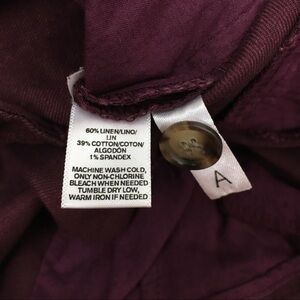 60% LINEN/LINO/
LIN
39% COTTON/COTON/
ALGODÓN
1% SPANDEX
MACHINE WASH COLD,
ONLY NON-CHLORINE
BLEACH WHEN NEEDED
TUMBLE DRY LOW,
WARM IRON IF NEEDED
A